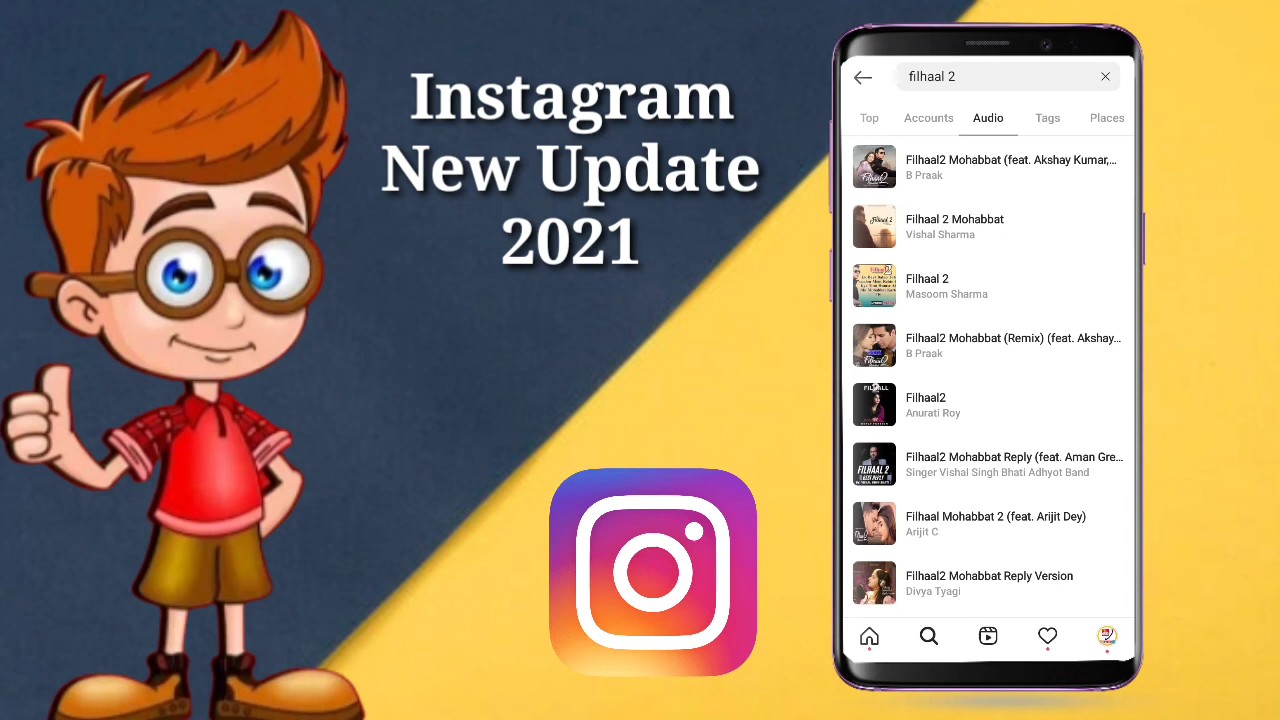 Instagram
New Update
2021
filhaal 2
Top Accounts Audio Tags Places
Filhaal2 Mohabbat (feat. Akshay Kumar,...
B Praak
Filhaal 2 Mohabbat
Vishal Sharma
Filhaal 2
Masoom Sharma
Filhaal2 Mohabbat (Remix) (feat. Akshay...
B Praak
Filhaal2
Anurati Roy
Filhaal2 Mohabbat Reply (feat. Aman Gre...
Singer Vishal Singh Bhati Adhyot Band
Filhaal Mohabbat 2 (feat. Arijit Dey)
Arijit C
Filhaal2 Mohabbat Reply Version
Divya Tyagi